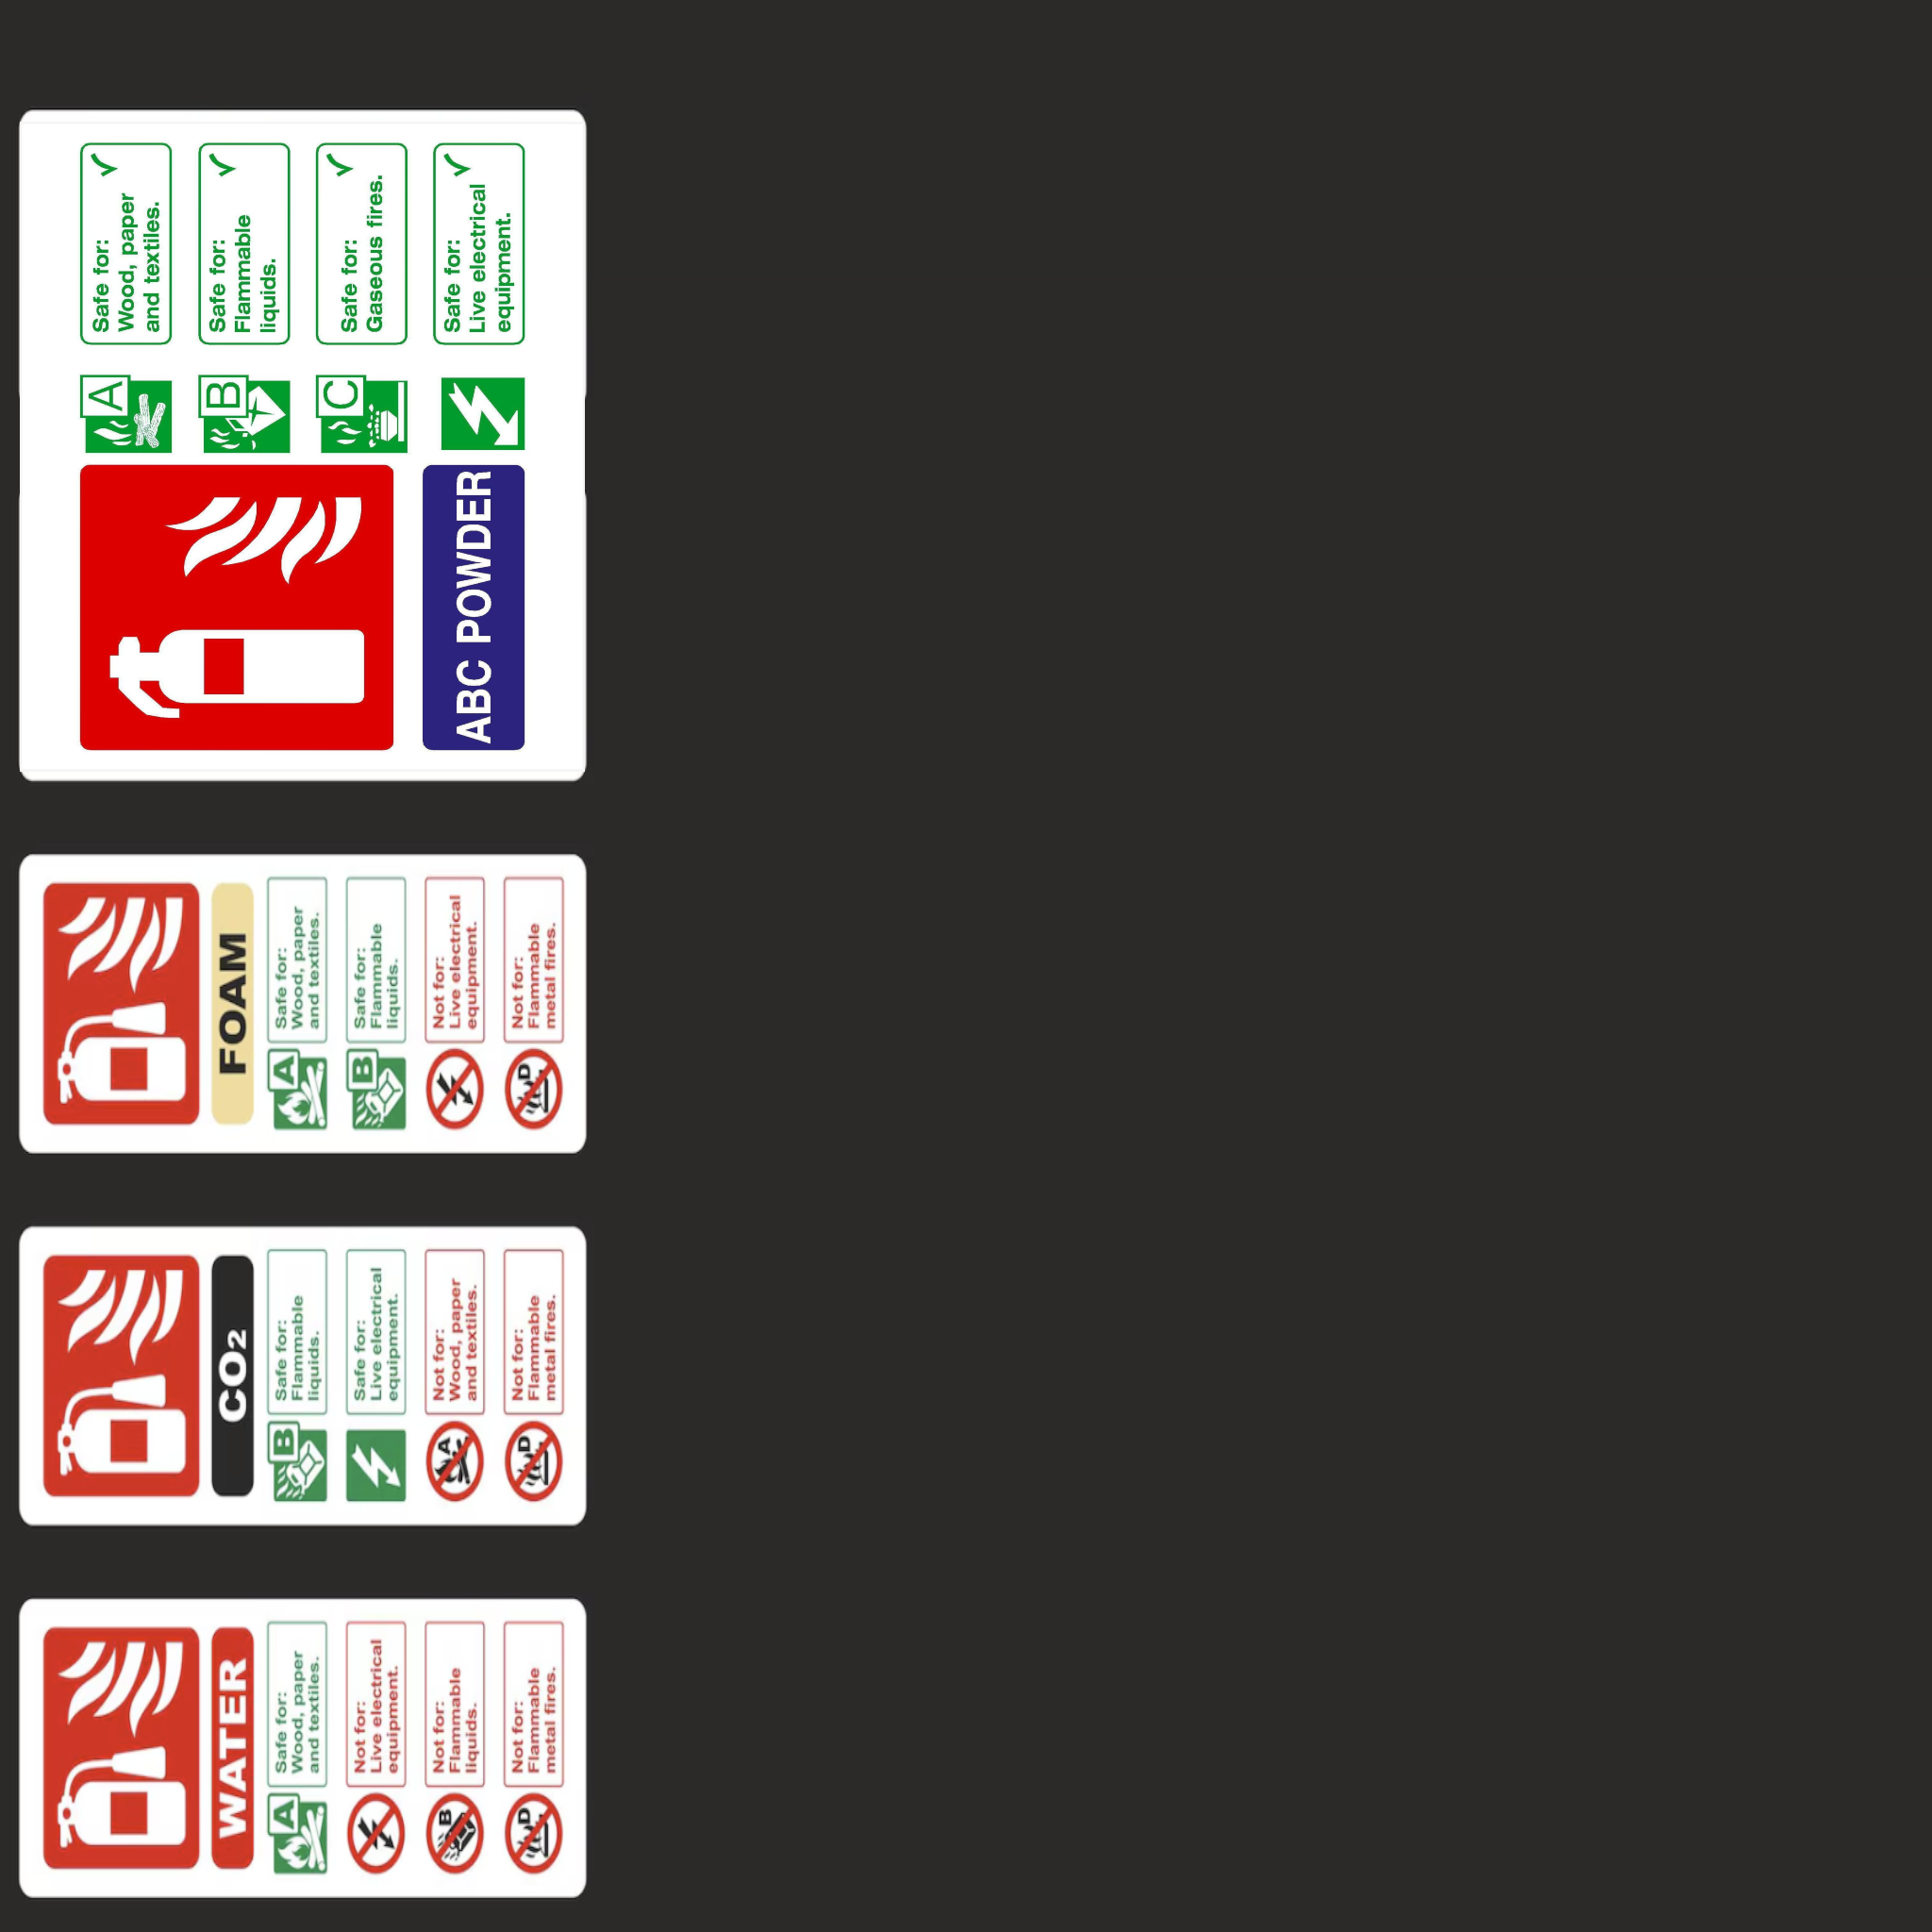 WATER
A
Safe for:
Wood, paper
and textiles.
Not for:
Live electrical
equipment.
B
Not for:
Flammable
liquids.
D
Not for:
Flammable
metal fires.
CO₂
B
Safe for:
Flammable
liquids.
Safe for:
Live electrical
equipment.
A
Not for:
Wood, paper
and textiles.
D
Not for:
Flammable
metal fires.
FOAM
A
Safe for:
Wood, paper
and textiles.
B
Safe for:
Flammable
liquids.
Not for:
Live electrical
equipment.
D
Not for:
Flammable
metal fires.
ABC POWDER
A
Safe for:
Wood, paper
and textiles.
B
Safe for:
Flammable
liquids.
C
Safe for:
Gaseous fires.
Safe for:
Live electrical
equipment.